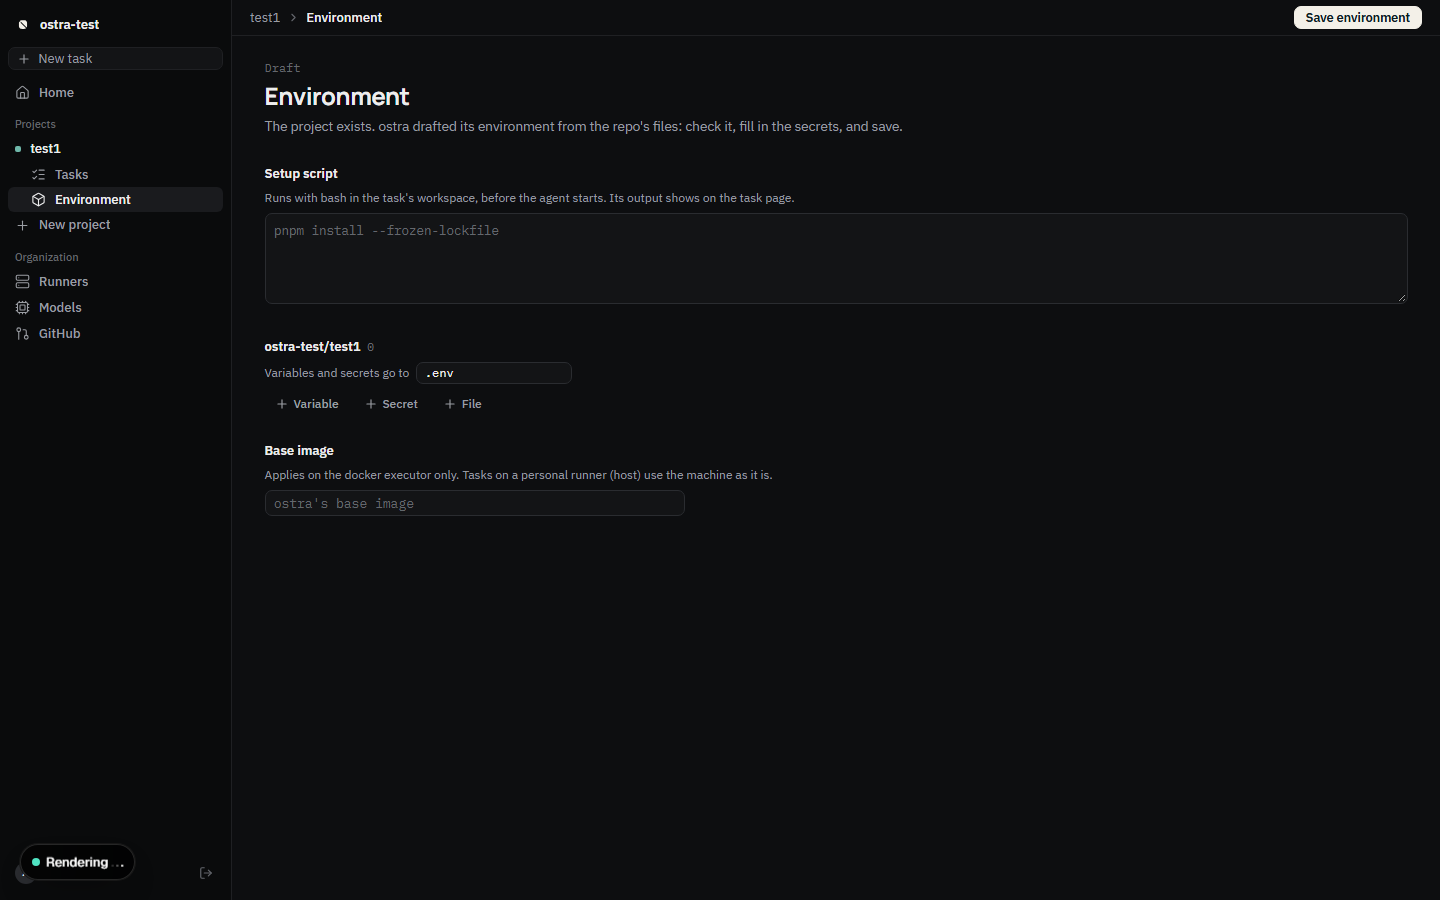 ostra-test
New task
Home
Projects
test1
Tasks
Environment
New project
Organization
Runners
Models
GitHub
Rendering ...
test1 > Environment
Save environment
Draft
Environment
The project exists. ostra drafted its environment from the repo's files: check it, fill in the secrets, and save.
Setup script
Runs with bash in the task's workspace, before the agent starts. Its output shows on the task page.
pnpm install --frozen-lockfile
ostra-test/test1 0
Variables and secrets go to .env
+ Variable + Secret + File
Base image
Applies on the docker executor only. Tasks on a personal runner (host) use the machine as it is.
ostra's base image